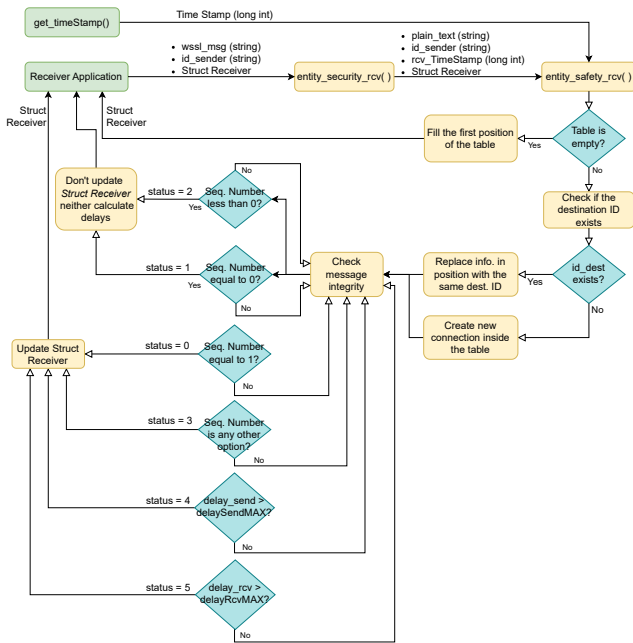 get_timeStamp()
Time Stamp (long int)
• wssl_msg (string)
• id_sender (string)
• Struct Receiver
• plain_text (string)
• id_sender (string)
• rcv_TimeStamp (long int)
• Struct Receiver
Receiver Application
entity_security_rcv( )
entity_safety_rcv( )
Struct
Receiver
Struct
Receiver
Fill the first position
of the table
Yes
Table is
empty?
No
Check if the
destination ID
exists
Don't update
Struct Receiver
neither calculate
delays
status = 2
Yes
Seq. Number
less than 0?
No
status = 1
Yes
Seq. Number
equal to 0?
No
Check
message
integrity
Replace info. in
position with the
same dest. ID
Yes
id_dest
exists?
No
Create new
connection inside
the table
Update Struct
Receiver
status = 0
Seq. Number
equal to 1?
No
status = 3
Seq. Number
is any other
option?
No
status = 4
delay_send >
delaySendMAX?
No
status = 5
delay_rcv >
delayRcvMAX?
No